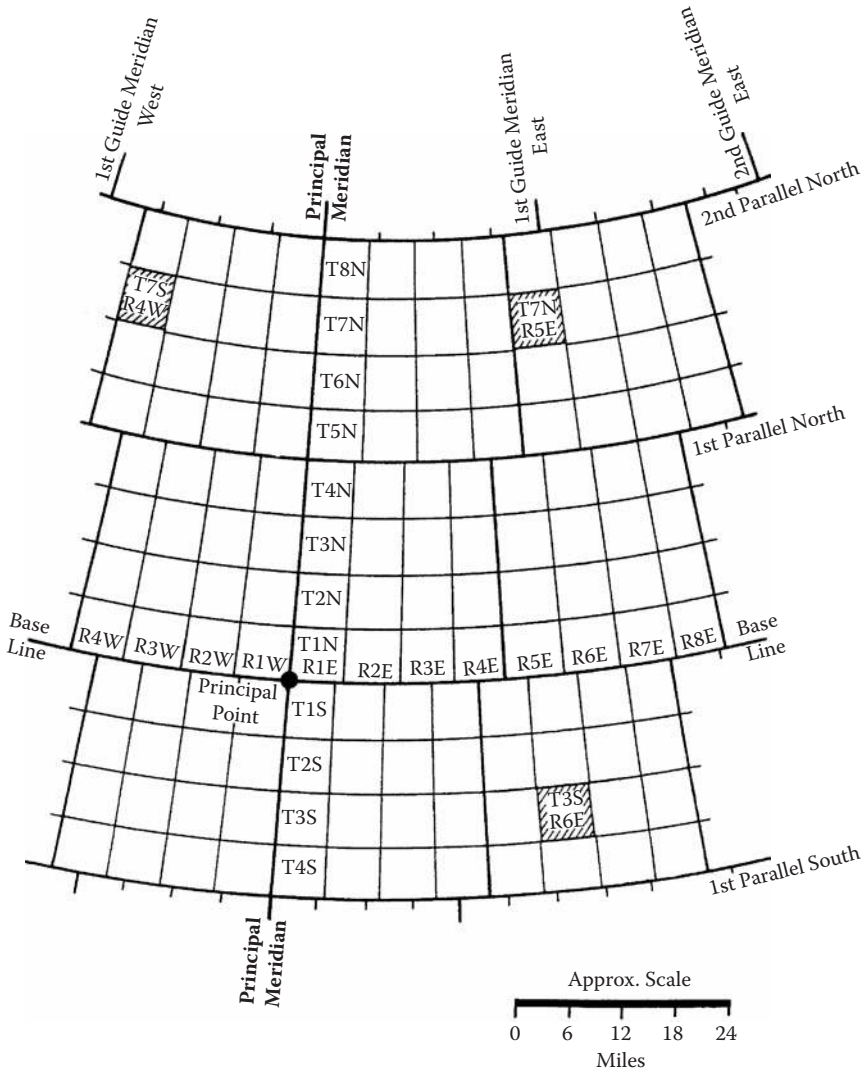 1st Guide Meridian
West
Principal
Meridian
1st Guide Meridian
East
2nd Guide Meridian
East
2nd Parallel North
T8N
T7S
R4W
T7N
T7N
R5E
T6N
T5N
1st Parallel North
T4N
T3N
T2N
Base
Line
R4W
R3W
R2W
R1W
T1N
R1E
R2E
R3E
R4E
R5E
R6E
R7E
R8E
Base
Line
Principal
Point
T1S
T2S
T3S
T3S
R6E
T4S
1st Parallel South
Principal
Meridian
Approx. Scale
0 6 12 18 24
Miles